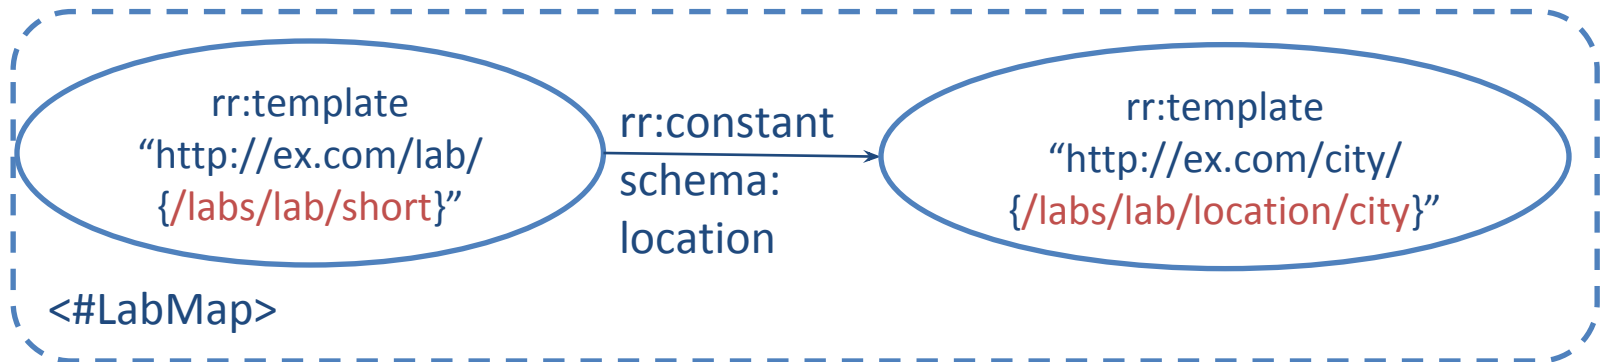 rr:template
“http://ex.com/lab/
{/labs/lab/short}”
rr:constant
schema:
location
rr:template
“http://ex.com/city/
{/labs/lab/location/city}”
<#LabMap>